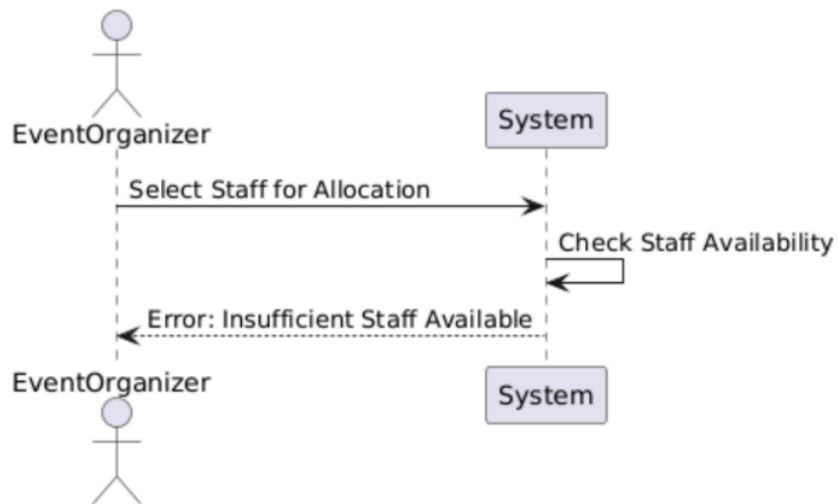 EventOrganizer
System
Select Staff for Allocation
Check Staff Availability
Error: Insufficient Staff Available
EventOrganizer
System